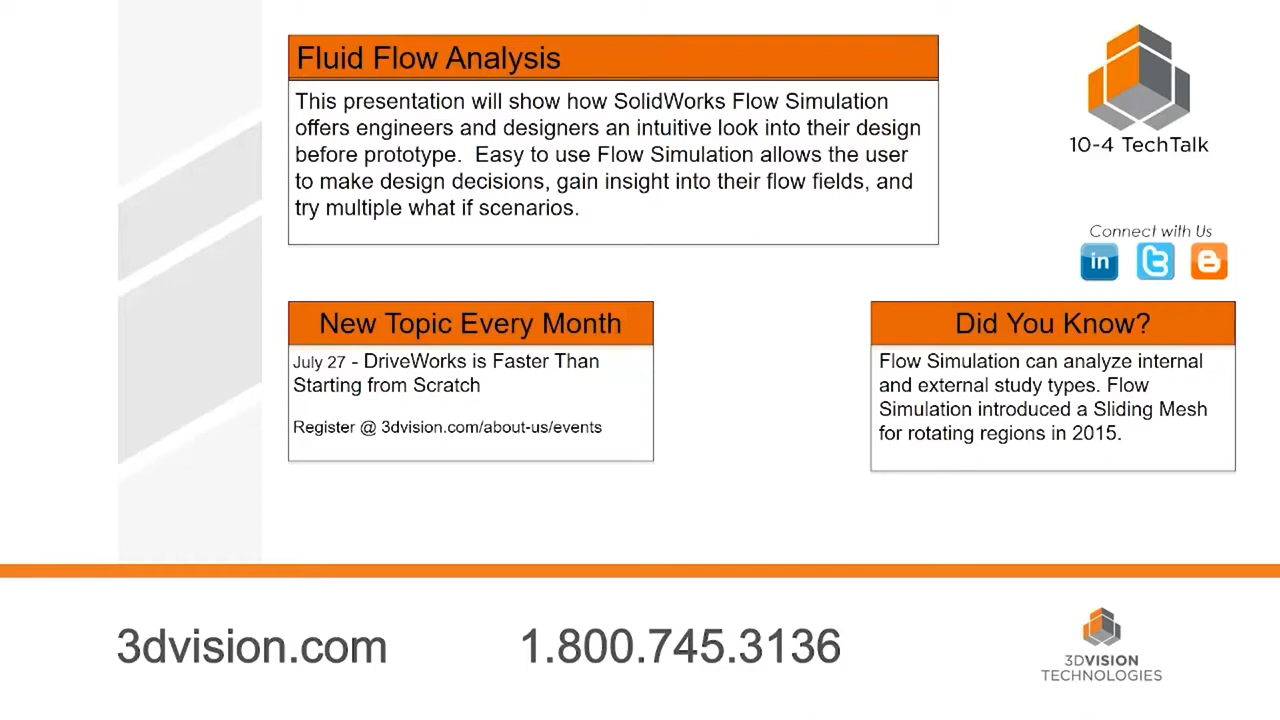 Fluid Flow Analysis
This presentation will show how SolidWorks Flow Simulation
offers engineers and designers an intuitive look into their design
before prototype.  Easy to use Flow Simulation allows the user
to make design decisions, gain insight into their flow fields, and
try multiple what if scenarios.
10-4 TechTalk
Connect with Us
in
New Topic Every Month
July 27 - DriveWorks is Faster Than
Starting from Scratch
Register @ 3dvision.com/about-us/events
Did You Know?
Flow Simulation can analyze internal
and external study types. Flow
Simulation introduced a Sliding Mesh
for rotating regions in 2015.
3dvision.com
1.800.745.3136
3DVISION
TECHNOLOGIES